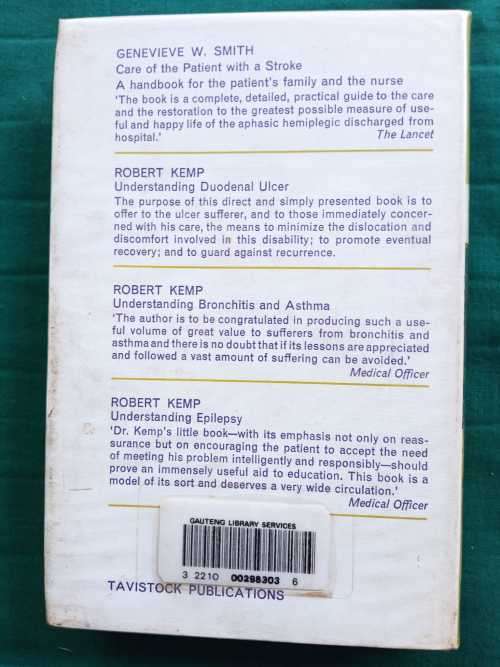 GENEVIEVE W. SMITH
Care of the Patient with a Stroke
A handbook for the patient's family and the nurse
'The book is a complete, detailed, practical guide to the care
and the restoration to the greatest possible measure of use-
ful and happy life of the aphasic hemiplegic discharged from
hospital.' The Lancet
ROBERT KEMP
Understanding Duodenal Ulcer
The purpose of this direct and simply presented book is to
offer to the ulcer sufferer, and to those immediately concer-
ned with his care, the means to minimize the dislocation and
discomfort involved in this disability; to promote eventual
recovery; and to guard against recurrence.
ROBERT KEMP
Understanding Bronchitis and Asthma
'The author is to be congratulated in producing such a use-
ful volume of great value to sufferers from bronchitis and
asthma and there is no doubt that if its lessons are appreciated
and followed a vast amount of suffering can be avoided.'
Medical Officer
ROBERT KEMP
Understanding Epilepsy
'Dr. Kemp's little book—with its emphasis not only on reas-
surance but on encouraging the patient to accept the need
of meeting his problem intelligently and responsibly—should
prove an immensely useful aid to education. This book is a
model of its sort and deserves a very wide circulation.'
Medical Officer
GAUTENG LIBRARY SERVICES
3 2210 00298303 6
TAVISTOCK PUBLICATIONS